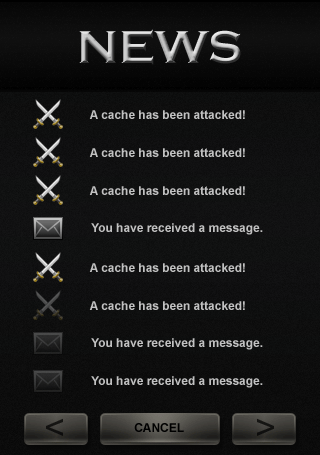 NEWS
A cache has been attacked!
A cache has been attacked!
A cache has been attacked!
You have received a message.
A cache has been attacked!
A cache has been attacked!
You have received a message.
You have received a message.
< CANCEL >